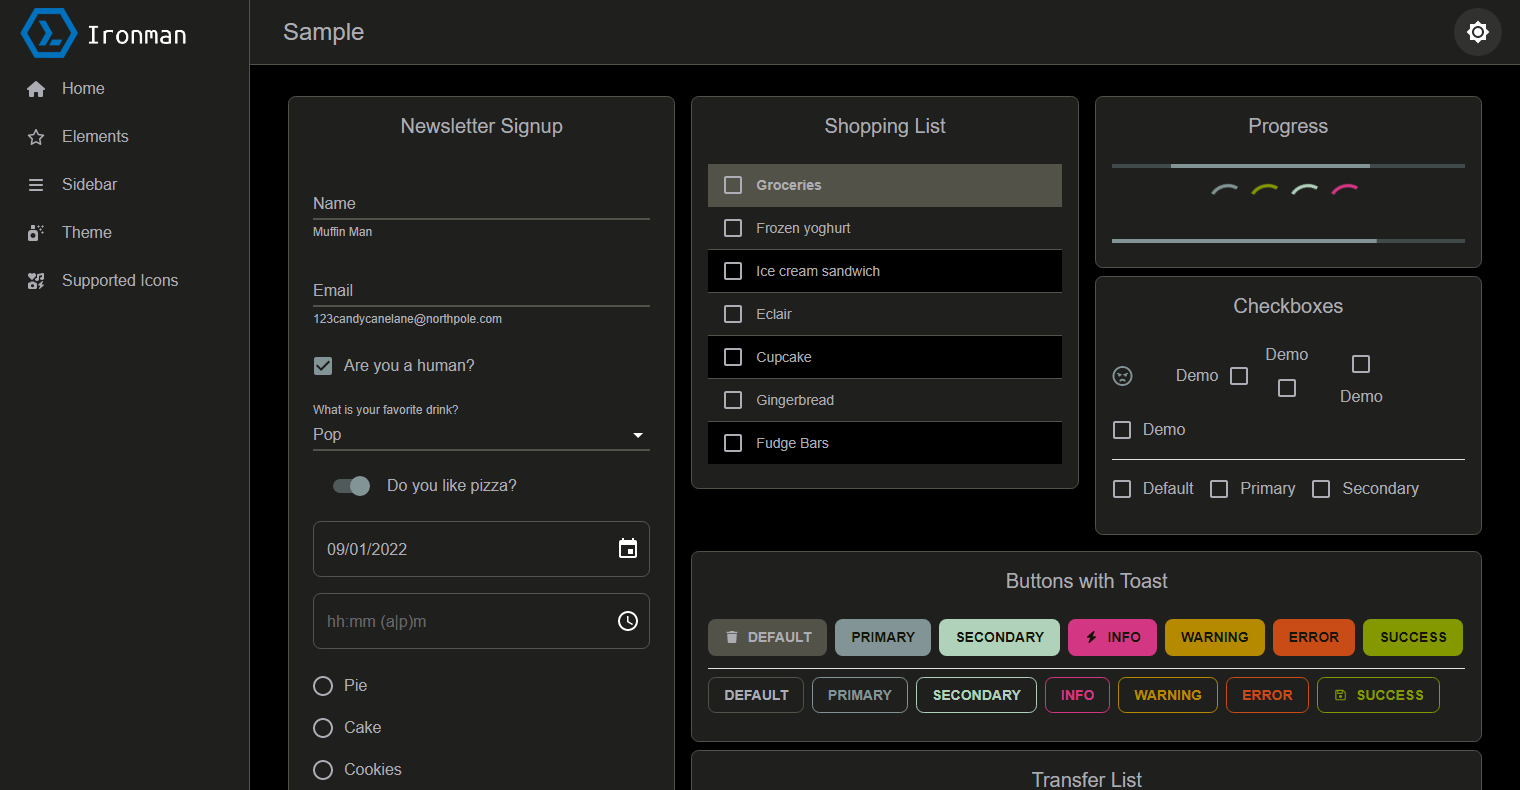 Ironman
Home
Elements
Sidebar
Theme
Supported Icons
Sample
Newsletter Signup
Name
Muffin Man
Email
123candycanelane@northpole.com
Are you a human?
What is your favorite drink?
Pop
Do you like pizza?
09/01/2022
hh:mm (a|p)m
Pie
Cake
Cookies
Shopping List
Groceries
Frozen yoghurt
Ice cream sandwich
Eclair
Cupcake
Gingerbread
Fudge Bars
Progress
Checkboxes
Demo
Demo
Demo
Demo
Default Primary Secondary
Buttons with Toast
DEFAULT PRIMARY SECONDARY INFO WARNING ERROR SUCCESS
DEFAULT PRIMARY SECONDARY INFO WARNING ERROR SUCCESS
Transfer List